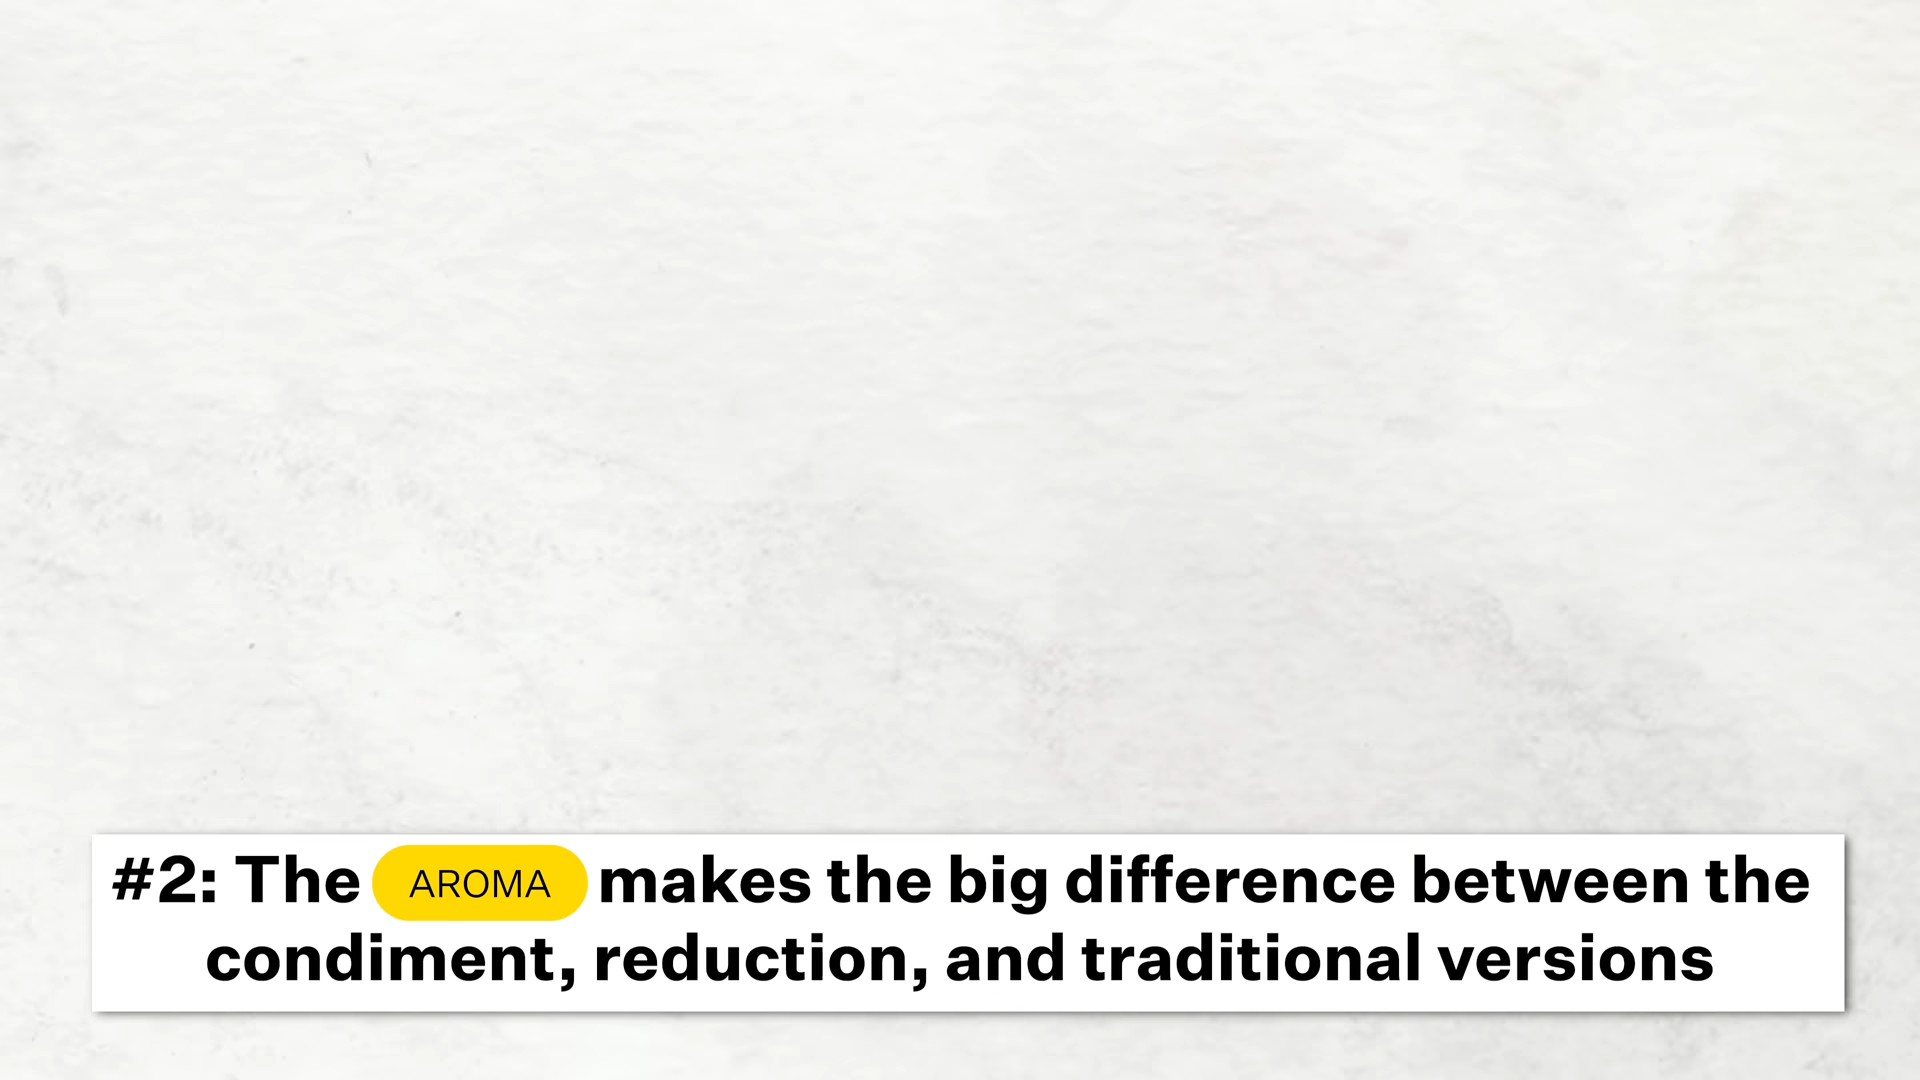 #2: The AROMA makes the big difference between the
condiment, reduction, and traditional versions